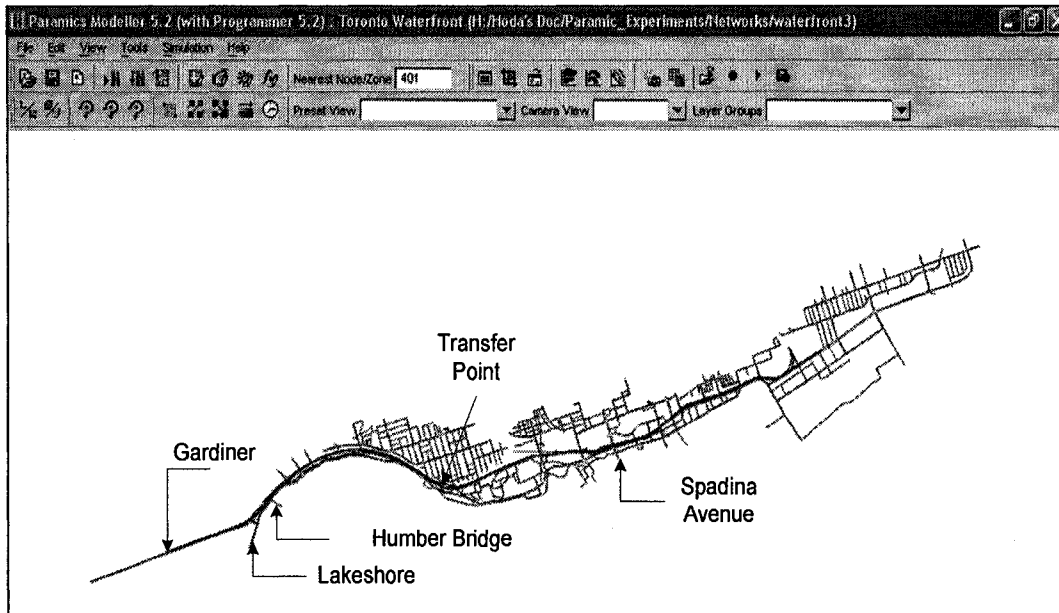 Paramics Modeller 5.2 (with Programmer 5.2) : Toronto Waterfront (H:/Hoda's Doc/Paramic_Experiments/Networks/waterfront3)
File Edit View Tools Simulation Help
Nearest Node/Zone 401
Preset View Camera View Layer Groups
Transfer
Point
Gardiner
Spadina
Avenue
Humber Bridge
Lakeshore